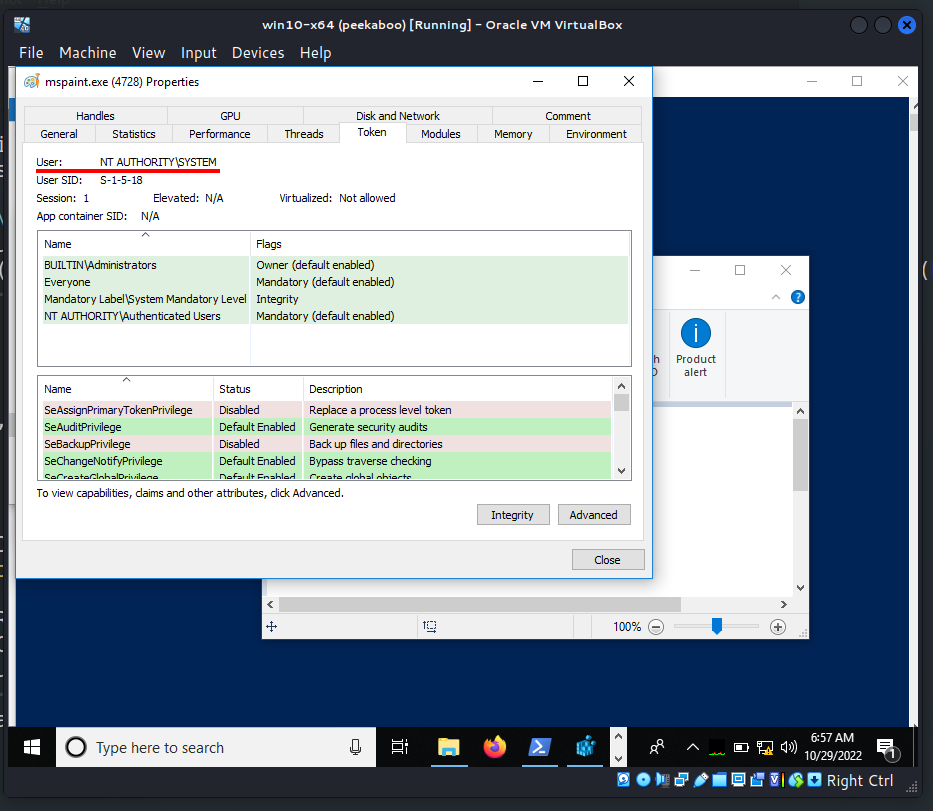 win10-x64 (peekaboo) [Running] - Oracle VM VirtualBox
File Machine View Input Devices Help
mspaint.exe (4728) Properties
Handles GPU Disk and Network Comment
General Statistics Performance Threads Token Modules Memory Environment
User: NT AUTHORITY\SYSTEM
User SID: S-1-5-18
Session: 1 Elevated: N/A Virtualized: Not allowed
App container SID: N/A
Name Flags
BUILTIN\Administrators Owner (default enabled)
Everyone Mandatory (default enabled)
Mandatory Label\System Mandatory Level Integrity
NT AUTHORITY\Authenticated Users Mandatory (default enabled)
Name Status Description
SeAssignPrimaryTokenPrivilege Disabled Replace a process level token
SeAuditPrivilege Default Enabled Generate security audits
SeBackupPrivilege Disabled Back up files and directories
SeChangeNotifyPrivilege Default Enabled Bypass traverse checking
SeCreateGlobalPrivilege Default Enabled Create global objects
To view capabilities, claims and other attributes, click Advanced.
Integrity Advanced
Close
Product
alert
100%
Type here to search
6:57 AM
10/29/2022
1
Right Ctrl